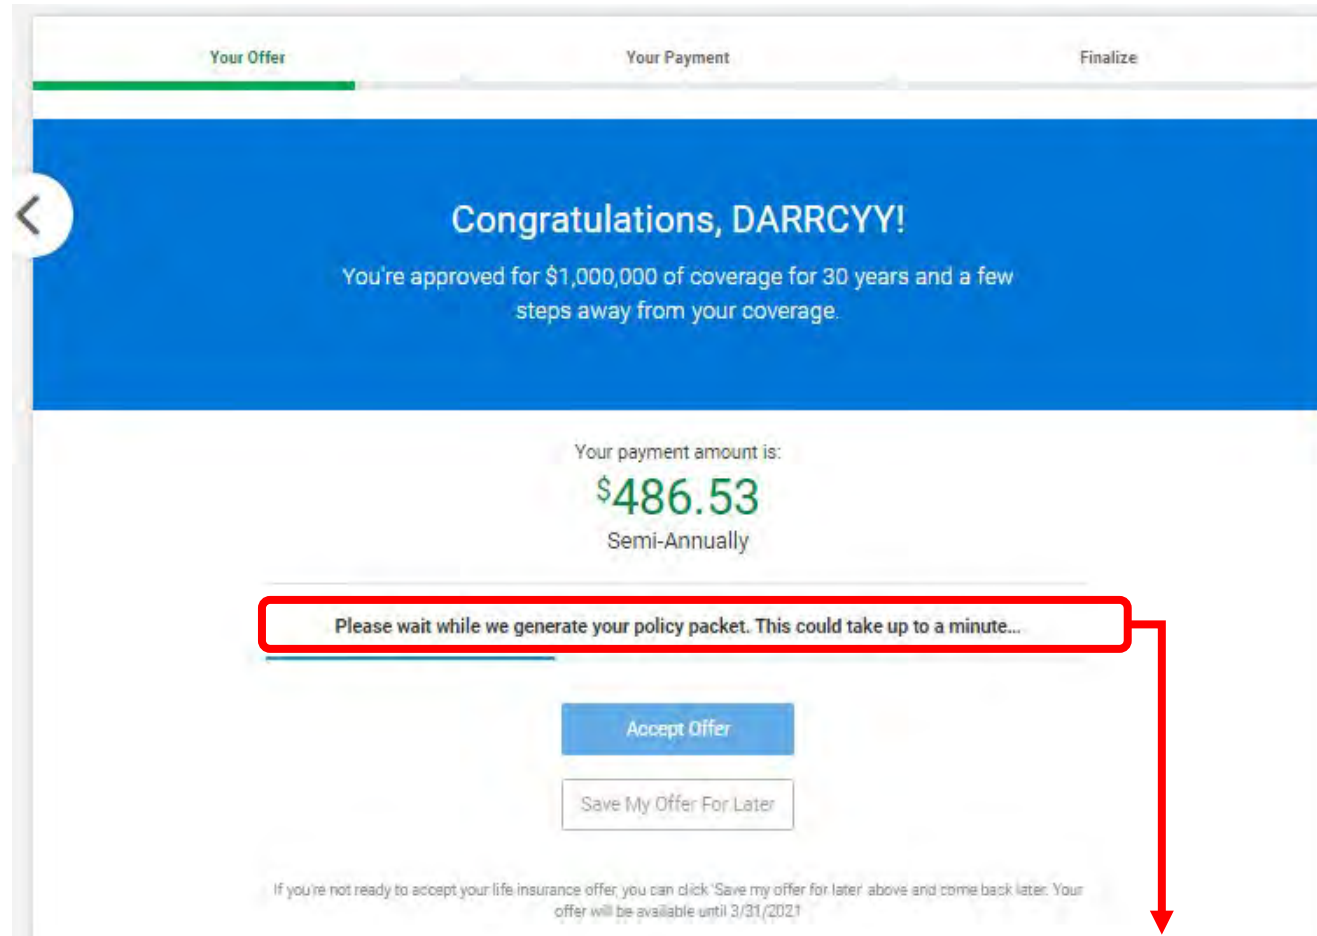 Your Offer
Your Payment
Finalize
Congratulations, DARRCYY!
You're approved for $1,000,000 of coverage for 30 years and a few
steps away from your coverage.
Your payment amount is:
$486.53
Semi-Annually
Please wait while we generate your policy packet. This could take up to a minute...
Accept Offer
Save My Offer For Later
If you're not ready to accept your life insurance offer, you can click 'Save my offer for later' above and come back later. Your
offer will be available until 3/31/2021